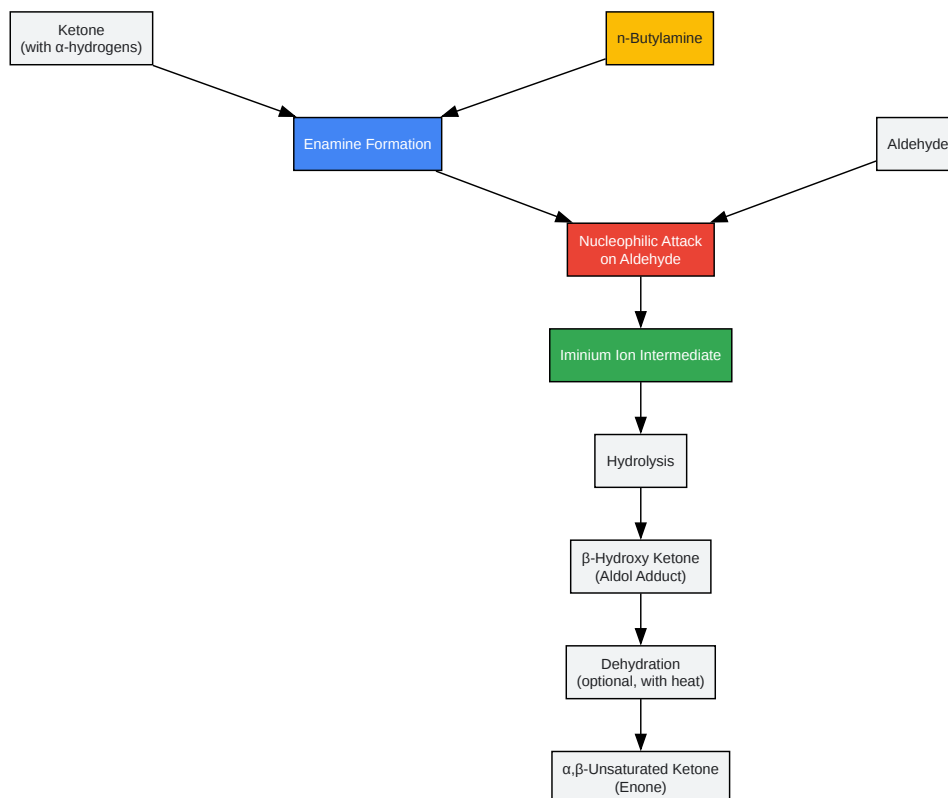 Ketone
(with α-hydrogens)
n-Butylamine
Enamine Formation
Aldehyde
Nucleophilic Attack
on Aldehyde
Iminium Ion Intermediate
Hydrolysis
β-Hydroxy Ketone
(Aldol Adduct)
Dehydration
(optional, with heat)
α,β-Unsaturated Ketone
(Enone)